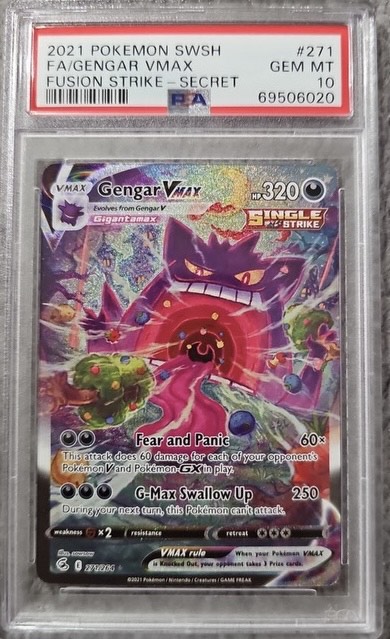 2021 POKEMON SWSH #271
FA/GENGAR VMAX GEM MT
FUSION STRIKE-SECRET 10
PSA 69506020
VMAX Gengar VMAX HP 320
Evolves from Gengar V
Gigantamax
SINGLE STRIKE
Fear and Panic 60×
This attack does 60 damage for each of your opponent's
Pokémon V and Pokémon-GX in play.
G-Max Swallow Up 250
During your next turn, this Pokémon can't attack.
weakness ×2 resistance retreat
VMAX rule When your Pokémon VMAX
is Knocked Out, your opponent takes 3 Prize cards.
271/264
©2021 Pokémon / Nintendo / Creatures / GAME FREAK